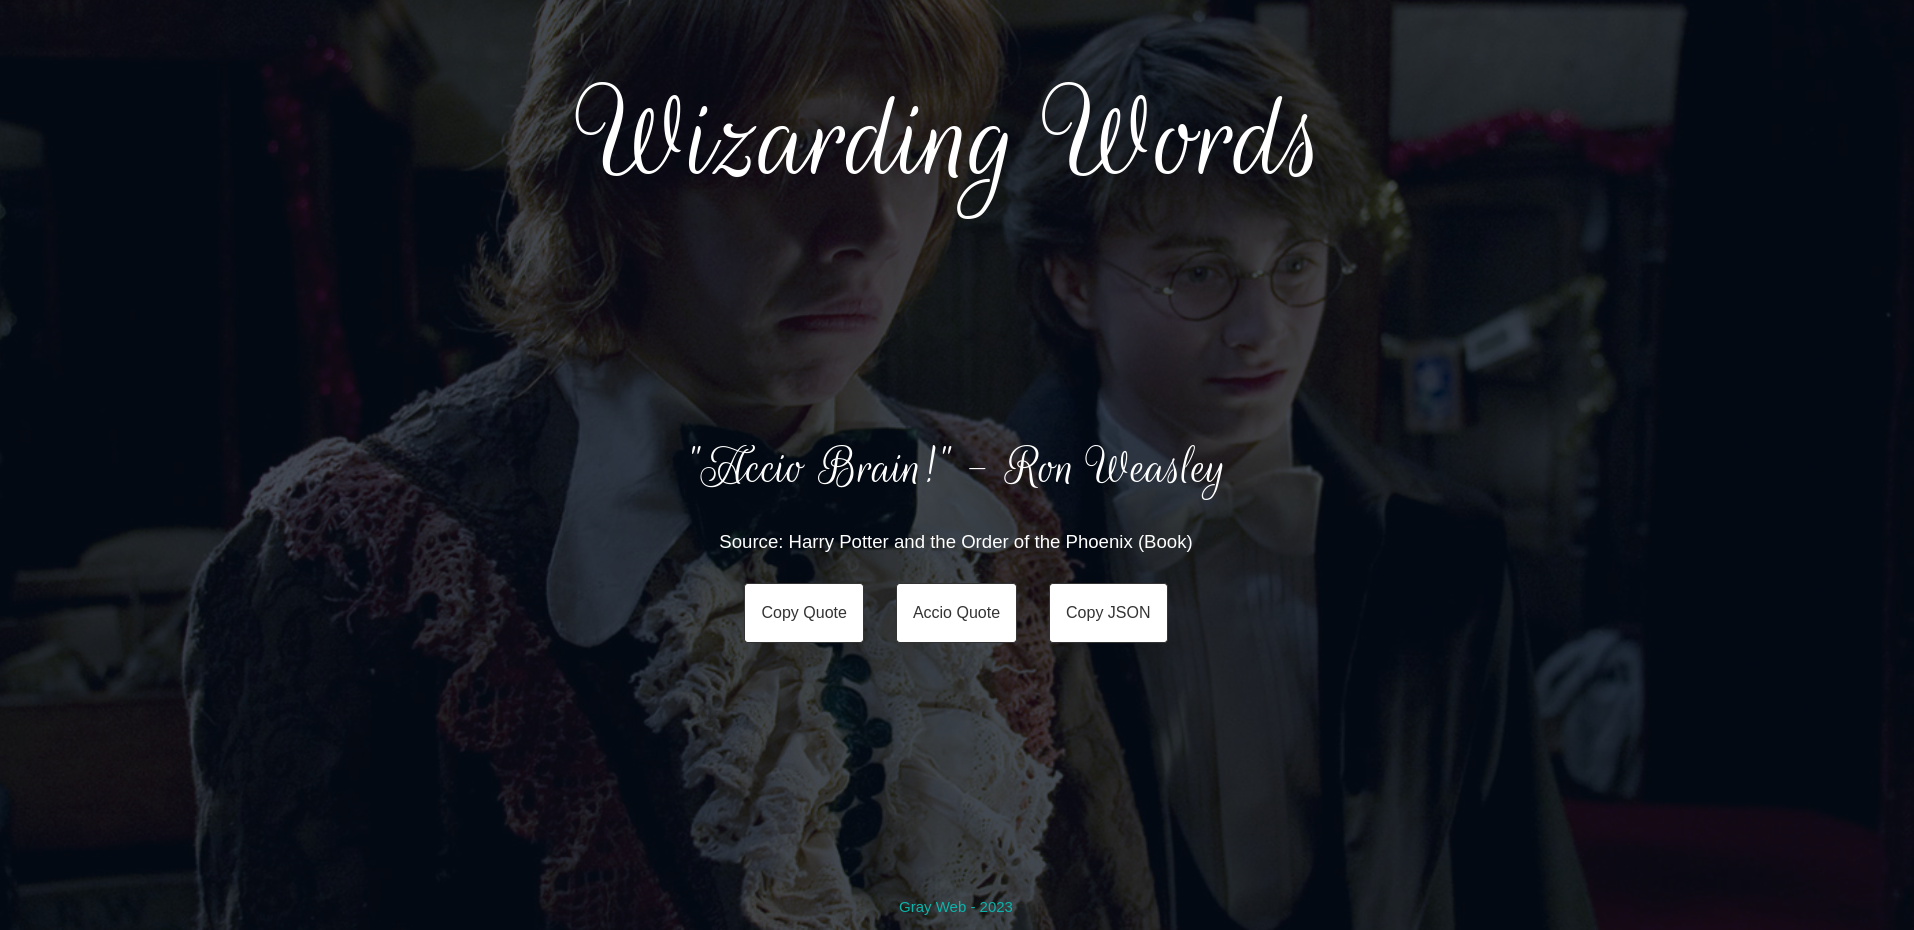 Wizarding Words
"Accio Brain!" - Ron Weasley
Source: Harry Potter and the Order of the Phoenix (Book)
Copy Quote Accio Quote Copy JSON
Gray Web - 2023